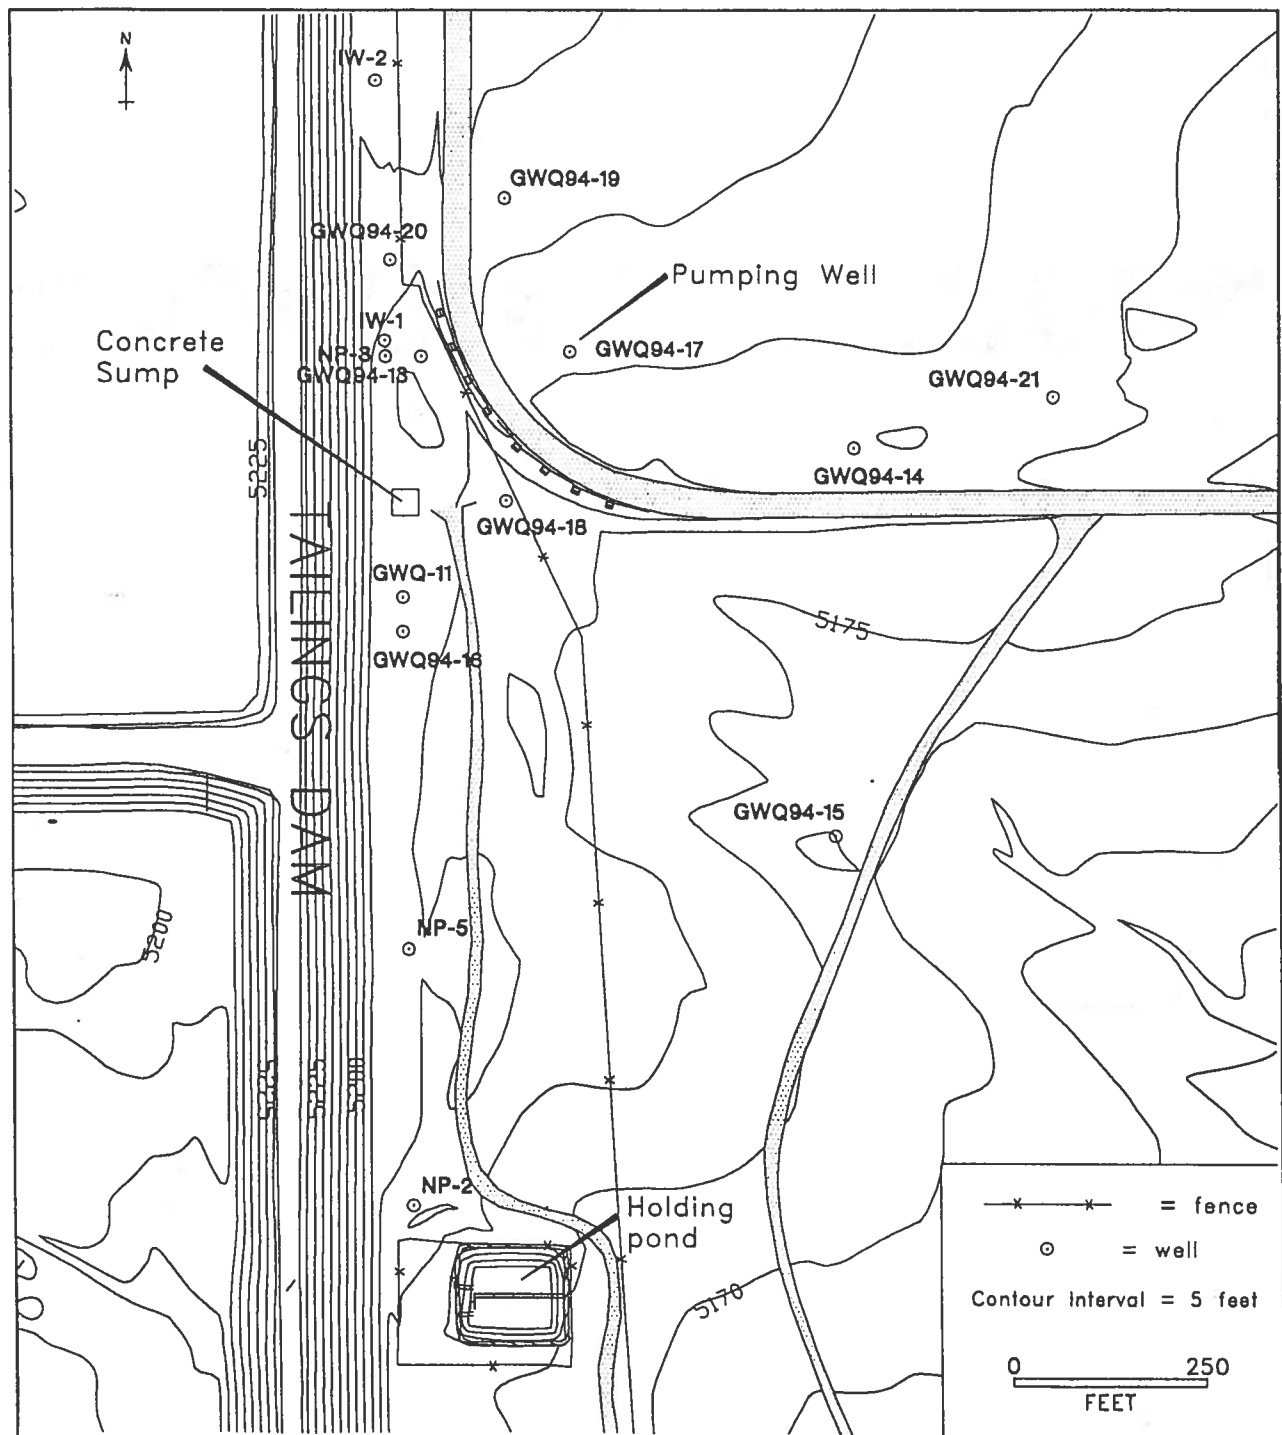 N
IW-2
GWQ94-19
GWQ94-20
Pumping Well
IW-1
Concrete
Sump
NP-3
GWQ94-13
GWQ94-17
GWQ94-21
5225
GWQ94-14
GWQ94-18
TAILINGS DAM
GWQ-11
5175
GWQ94-16
GWQ94-15
5200
NP-5
5200
NP-2
Holding
pond
5170
= fence
= well
Contour Interval = 5 feet
0 250
FEET